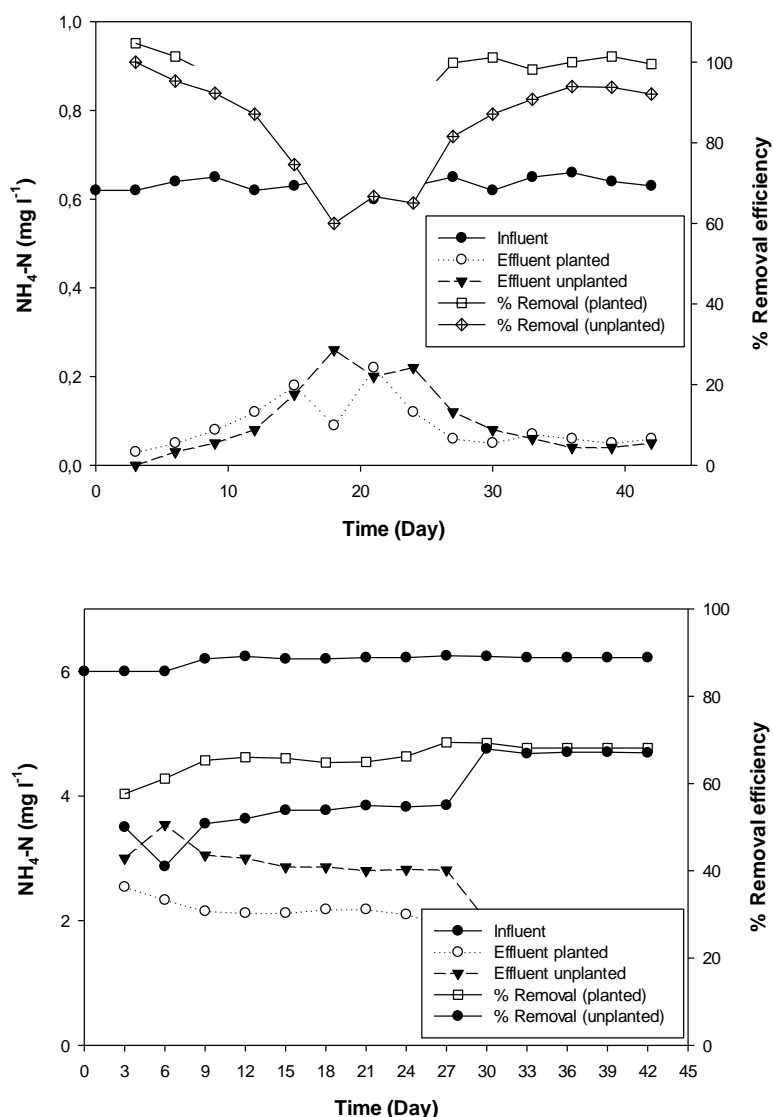 1,0
0,8
0,6
0,4
0,2
0,0
NH₄-N (mg l⁻¹)
100
80
60
40
20
0
% Removal efficiency
Influent
Effluent planted
Effluent unplanted
% Removal (planted)
% Removal (unplanted)
0 10 20 30 40
Time (Day)
6
4
2
0
NH₄-N (mg l⁻¹)
100
80
60
40
20
0
% Removal efficiency
Influent
Effluent planted
Effluent unplanted
% Removal (planted)
% Removal (unplanted)
0 3 6 9 12 15 18 21 24 27 30 33 36 39 42 45
Time (Day)